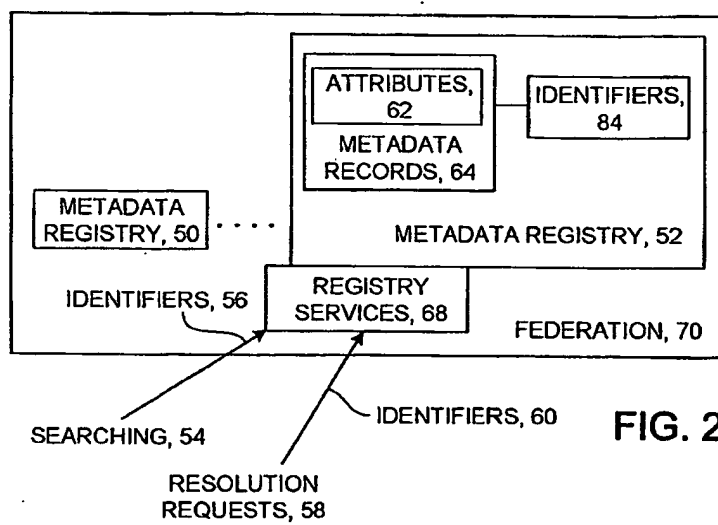 ATTRIBUTES,
62
METADATA
RECORDS, 64
IDENTIFIERS,
84
METADATA
REGISTRY, 50
. . . .
METADATA REGISTRY, 52
REGISTRY
SERVICES, 68
IDENTIFIERS, 56
FEDERATION, 70
SEARCHING, 54
IDENTIFIERS, 60
FIG. 2
RESOLUTION
REQUESTS, 58